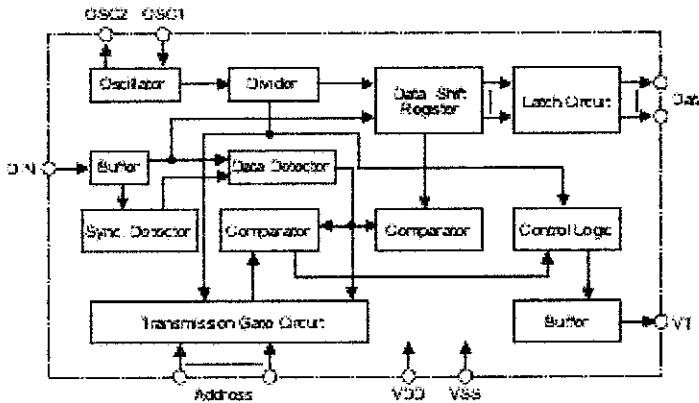 OSC2 OSC1
Oscillator
Divider
Data Shift
Register
Latch Circuit
Data
DIN
Buffer
Data Detector
Sync. Detector
Comparator
Comparator
Control Logic
Transmission Gate Circuit
Buffer
VT
Address
VDD
VSS